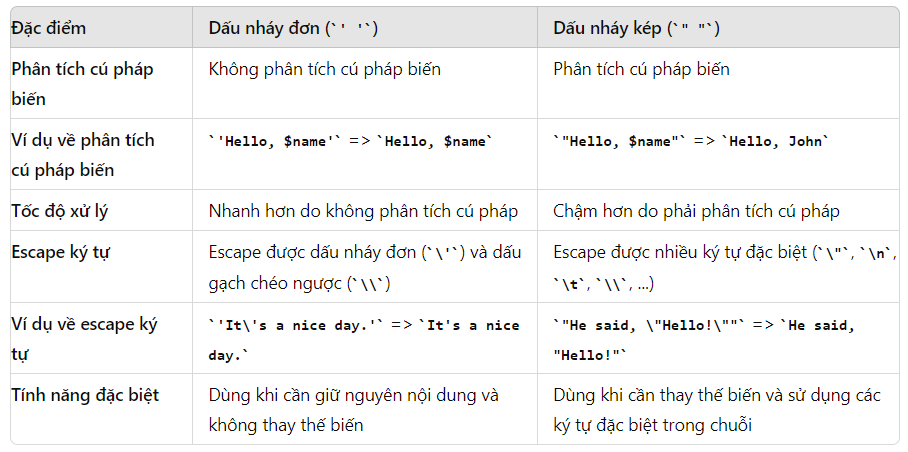 Đặc điểm Dấu nháy đơn (`' '`) Dấu nháy kép (`" "`)
Phân tích cú pháp biến Không phân tích cú pháp biến Phân tích cú pháp biến
Ví dụ về phân tích cú pháp biến `'Hello, $name'` => `Hello, $name` `"Hello, $name"` => `Hello, John`
Tốc độ xử lý Nhanh hơn do không phân tích cú pháp Chậm hơn do phải phân tích cú pháp
Escape ký tự Escape được dấu nháy đơn (`\'`) và dấu gạch chéo ngược (`\\`) Escape được nhiều ký tự đặc biệt (`\"`, `\n`, `\t`, `\\`, ...)
Ví dụ về escape ký tự `'It\'s a nice day.'` => `It's a nice day.` `"He said, \"Hello!\""` => `He said, "Hello!"`
Tính năng đặc biệt Dùng khi cần giữ nguyên nội dung và không thay thế biến Dùng khi cần thay thế biến và sử dụng các ký tự đặc biệt trong chuỗi